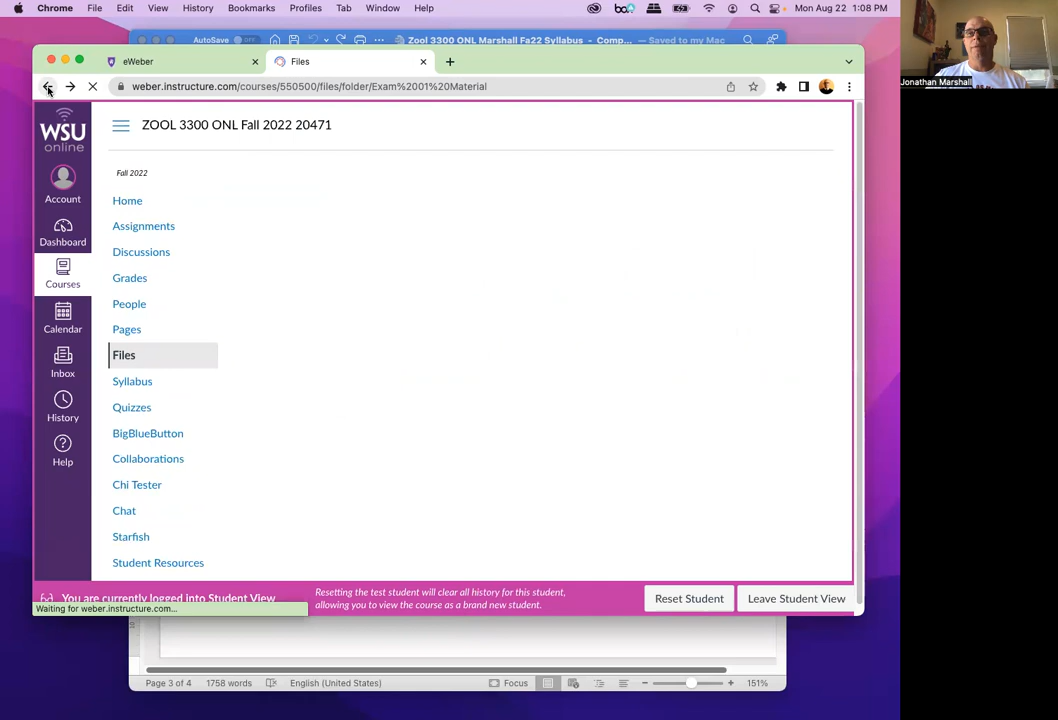 Chrome File Edit View History Bookmarks Profiles Tab Window Help Mon Aug 22 1:08 PM
AutoSave OFF Zool 3300 ONL Marshall Fa22 Syllabus - Comp... — Saved to my Mac
eWeber Files
weber.instructure.com/courses/550500/files/folder/Exam%2001%20Material
Jonathan Marshall
WSU
online
Account
Dashboard
Courses
Calendar
Inbox
History
Help
ZOOL 3300 ONL Fall 2022 20471
Fall 2022
Home
Assignments
Discussions
Grades
People
Pages
Files
Syllabus
Quizzes
BigBlueButton
Collaborations
Chi Tester
Chat
Starfish
Student Resources
You are currently logged into Student View
Resetting the test student will clear all history for this student,
allowing you to view the course as a brand new student.
Reset Student Leave Student View
Waiting for weber.instructure.com...
Page 3 of 4 1758 words English (United States) Focus 151%